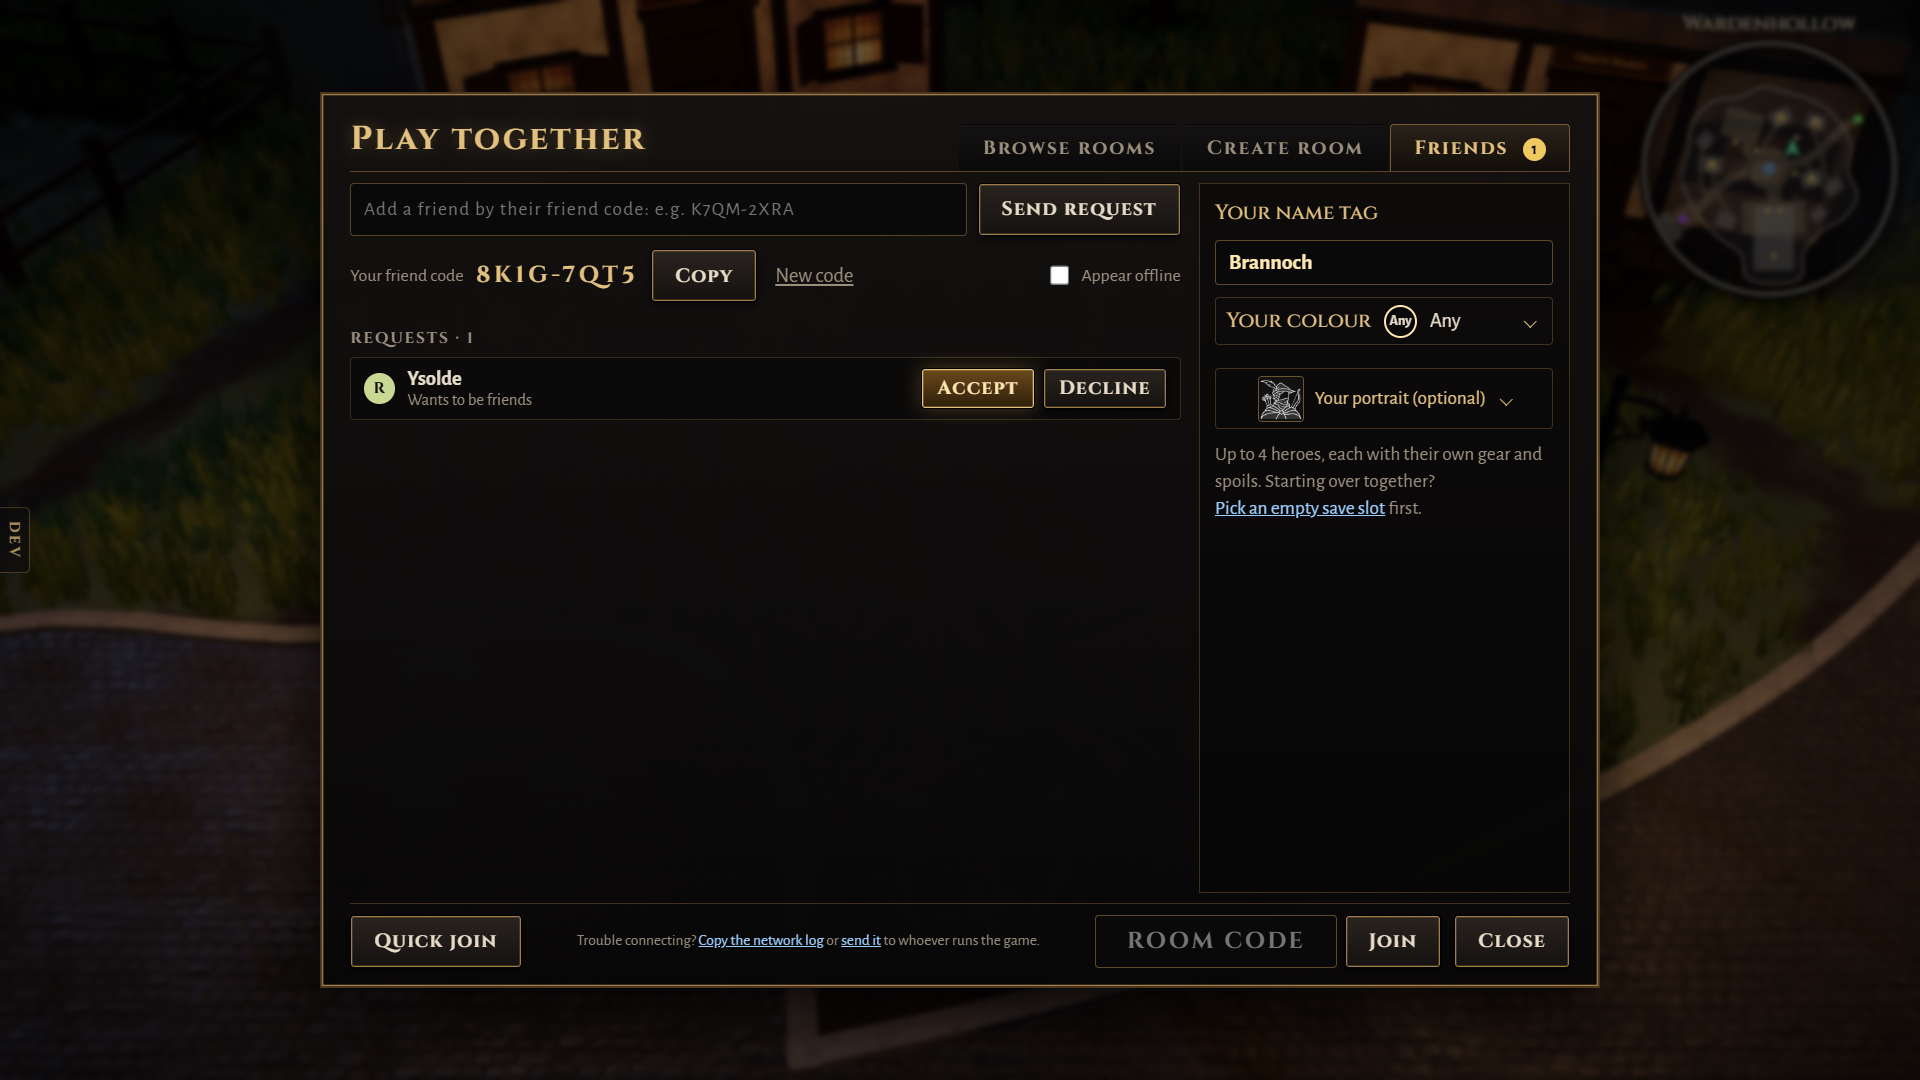 WARDENHOLLOW
PLAY TOGETHER
BROWSE ROOMS
CREATE ROOM
FRIENDS 1
Add a friend by their friend code: e.g. K7QM-2XRA
SEND REQUEST
Your friend code 8K1G-7QT5
COPY
New code
Appear offline
REQUESTS · 1
R
Ysolde
Wants to be friends
ACCEPT
DECLINE
YOUR NAME TAG
Brannoch
YOUR COLOUR Any Any
Your portrait (optional)
Up to 4 heroes, each with their own gear and
spoils. Starting over together?
Pick an empty save slot first.
DEV
QUICK JOIN
Trouble connecting? Copy the network log or send it to whoever runs the game.
ROOM CODE
JOIN
CLOSE